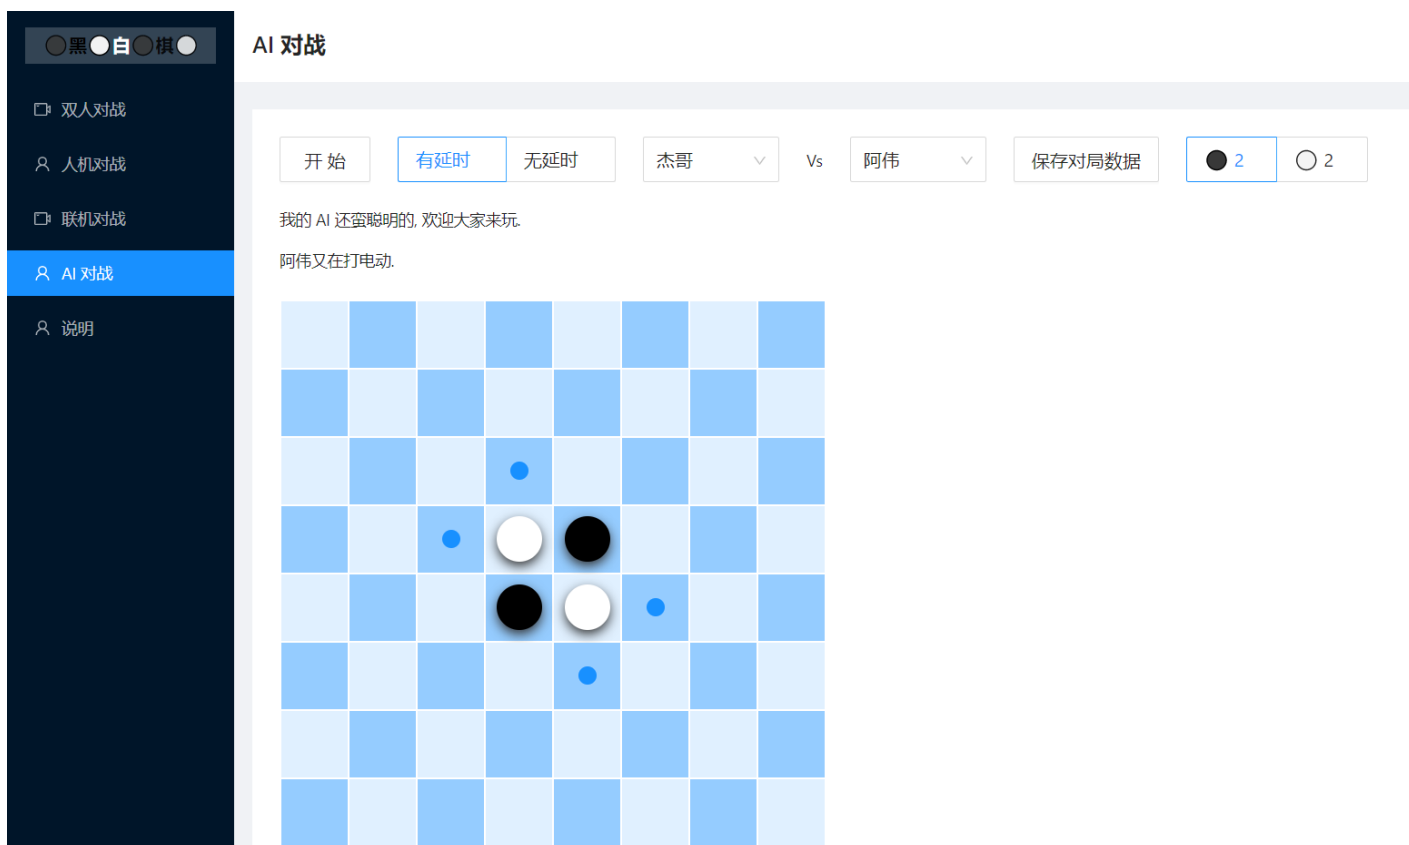 黑白棋
AI 对战
双人对战
人机对战
联机对战
AI 对战
说明
开 始 有延时 无延时 杰哥 Vs 阿伟 保存对局数据 2 2
我的 AI 还蛮聪明的, 欢迎大家来玩.
阿伟又在打电动.